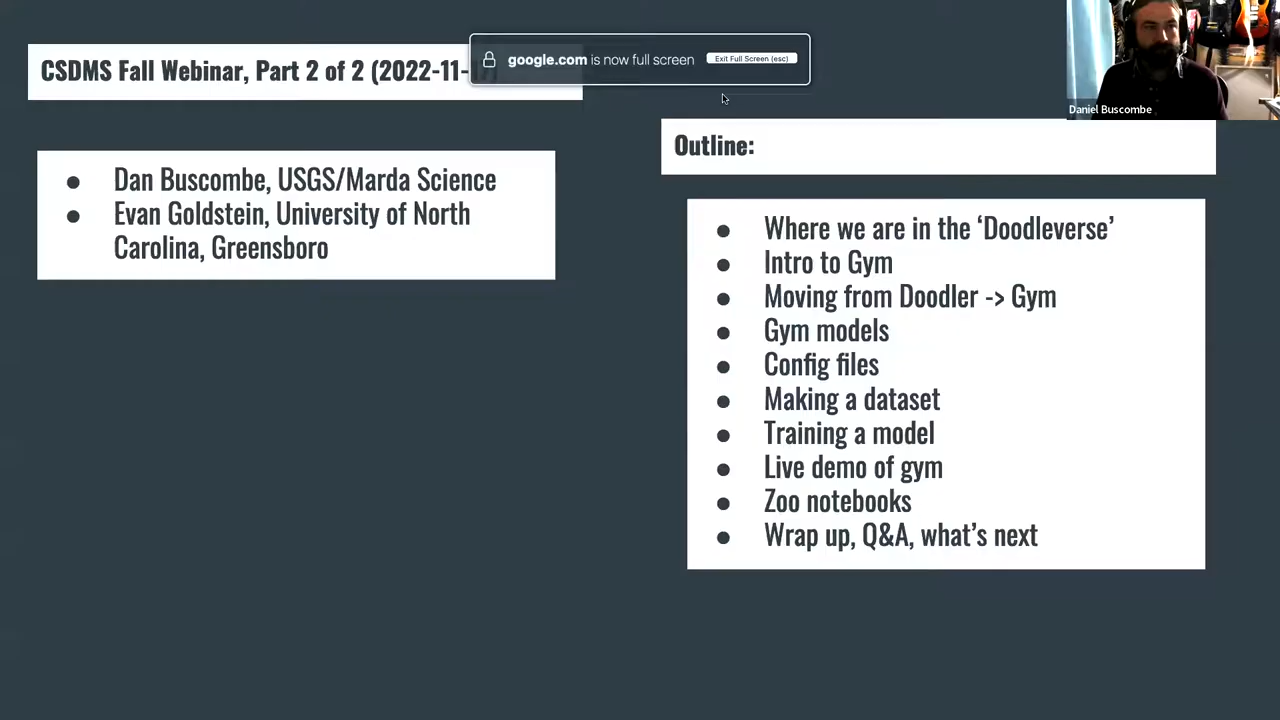 CSDMS Fall Webinar, Part 2 of 2 (2022-11-
google.com is now full screen
Exit Full Screen (esc)
Daniel Buscombe
● Dan Buscombe, USGS/Marda Science
● Evan Goldstein, University of North
Carolina, Greensboro
Outline:
● Where we are in the ‘Doodleverse’
● Intro to Gym
● Moving from Doodler -> Gym
● Gym models
● Config files
● Making a dataset
● Training a model
● Live demo of gym
● Zoo notebooks
● Wrap up, Q&A, what’s next